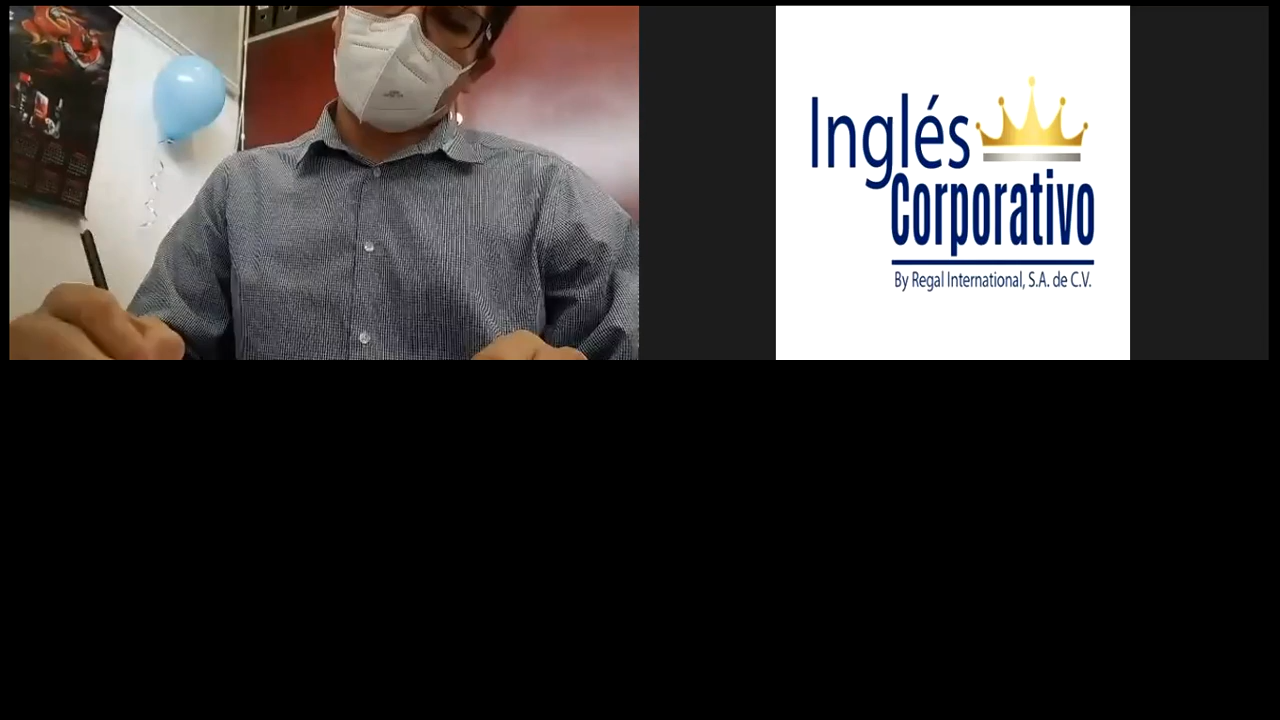 Inglés
Corporativo
By Regal International, S.A. de C.V.